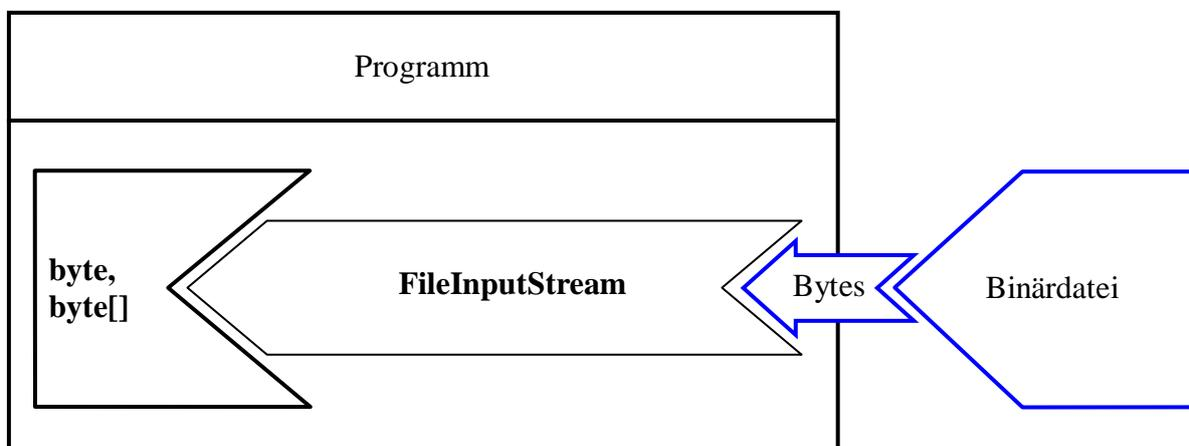 Programm
byte,
byte[]
FileInputStream
Bytes
Binärdatei